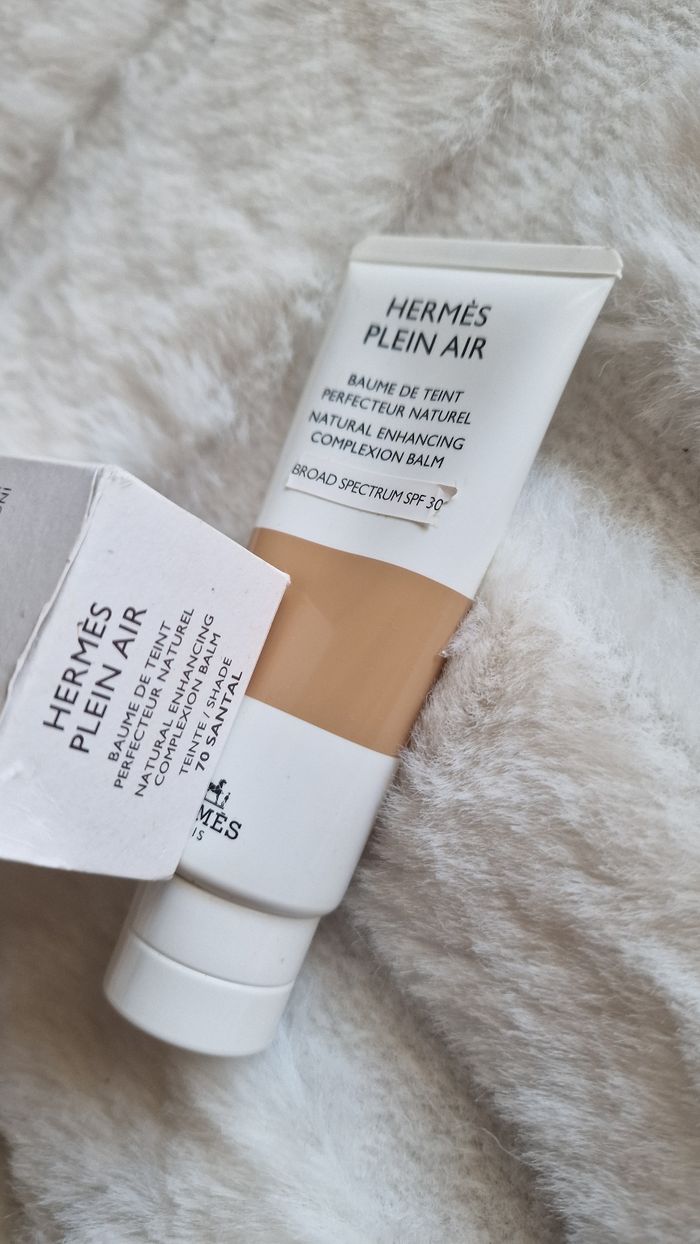 HERMÈS
PLEIN AIR
BAUME DE TEINT
PERFECTEUR NATUREL
NATURAL ENHANCING
COMPLEXION BALM
BROAD SPECTRUM SPF 30
HERMÈS
PLEIN AIR
BAUME DE TEINT
PERFECTEUR NATUREL
NATURAL ENHANCING
COMPLEXION BALM
TEINTE / SHADE
70 SANTAL